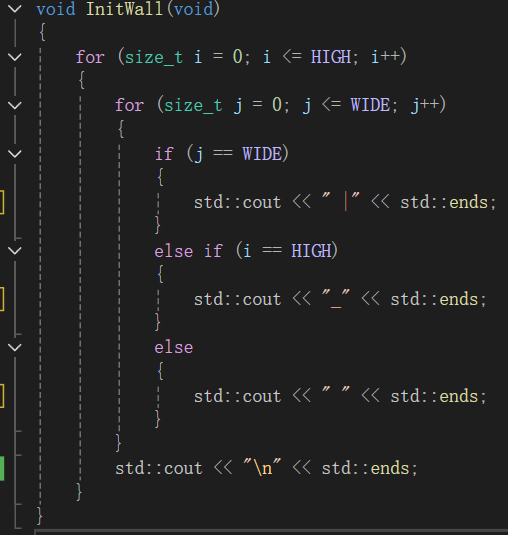 void InitWall(void)
{
    for (size_t i = 0; i <= HIGH; i++)
    {
        for (size_t j = 0; j <= WIDE; j++)
        {
            if (j == WIDE)
            {
                std::cout << " |" << std::ends;
            }
            else if (i == HIGH)
            {
                std::cout << "_" << std::ends;
            }
            else
            {
                std::cout << " " << std::ends;
            }
        }
        std::cout << "\n" << std::ends;
    }
}